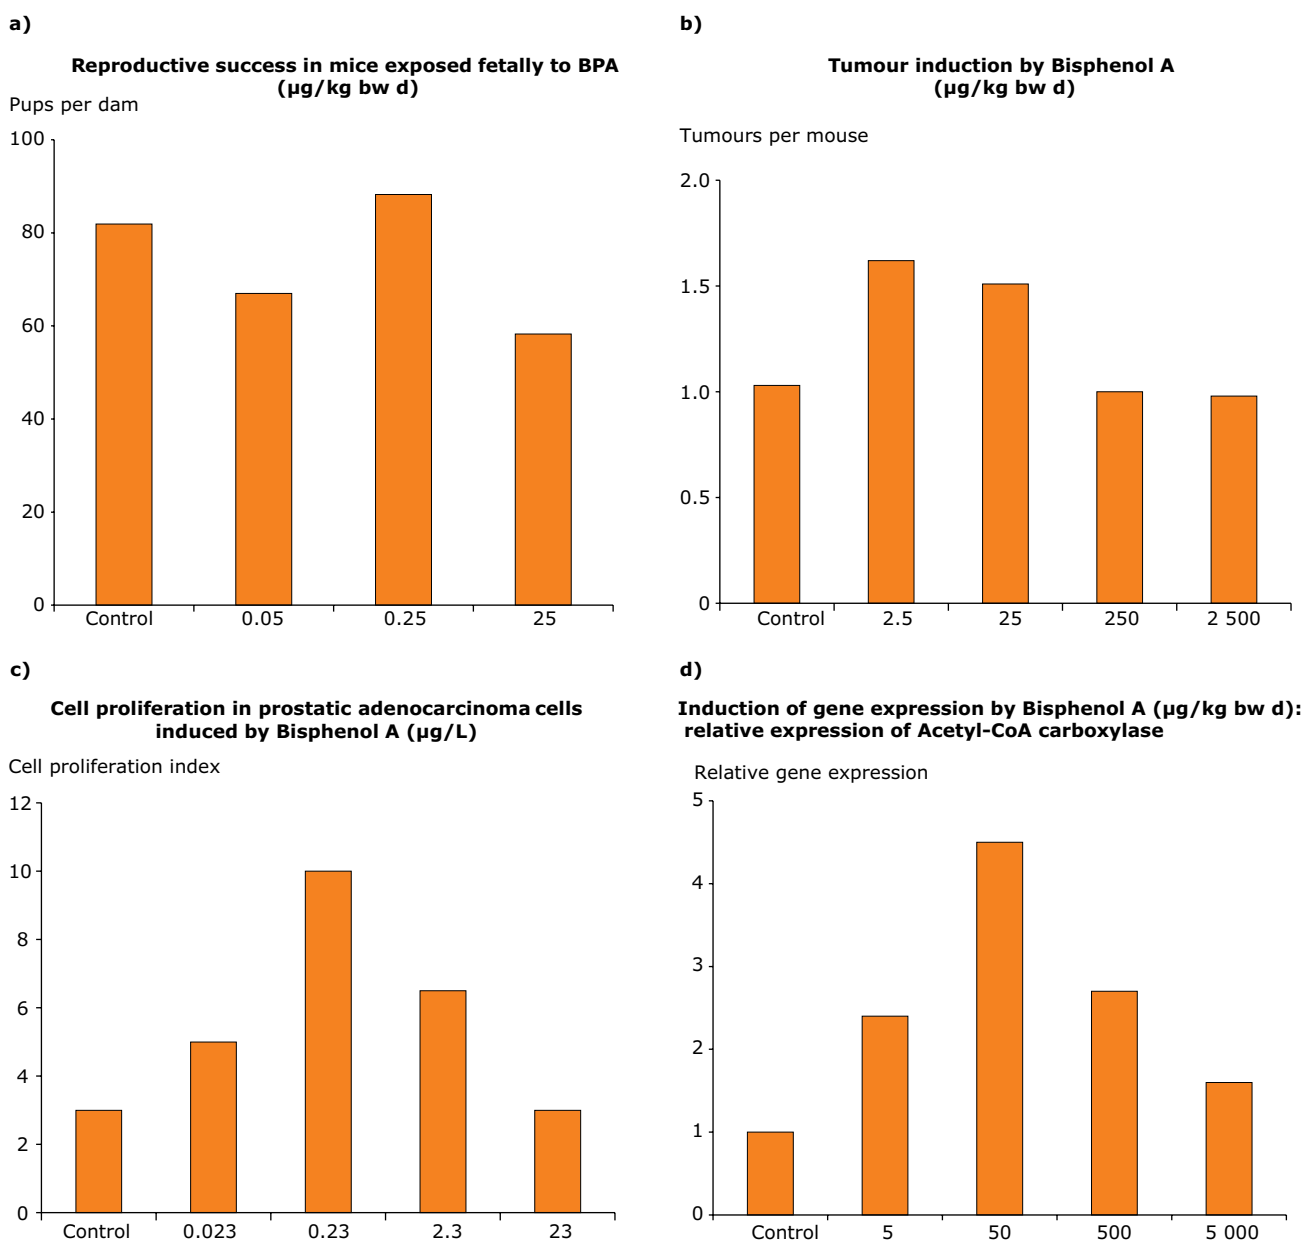 a)
Reproductive success in mice exposed fetally to BPA
(µg/kg bw d)
Pups per dam
100
80
60
40
20
0
Control 0.05 0.25 25
b)
Tumour induction by Bisphenol A
(µg/kg bw d)
Tumours per mouse
2.0
1.5
1.0
0.5
0
Control 2.5 25 250 2 500
c)
Cell proliferation in prostatic adenocarcinoma cells
induced by Bisphenol A (µg/L)
Cell proliferation index
12
10
8
6
4
2
0
Control 0.023 0.23 2.3 23
d)
Induction of gene expression by Bisphenol A (µg/kg bw d):
relative expression of Acetyl-CoA carboxylase
Relative gene expression
5
4
3
2
1
0
Control 5 50 500 5 000